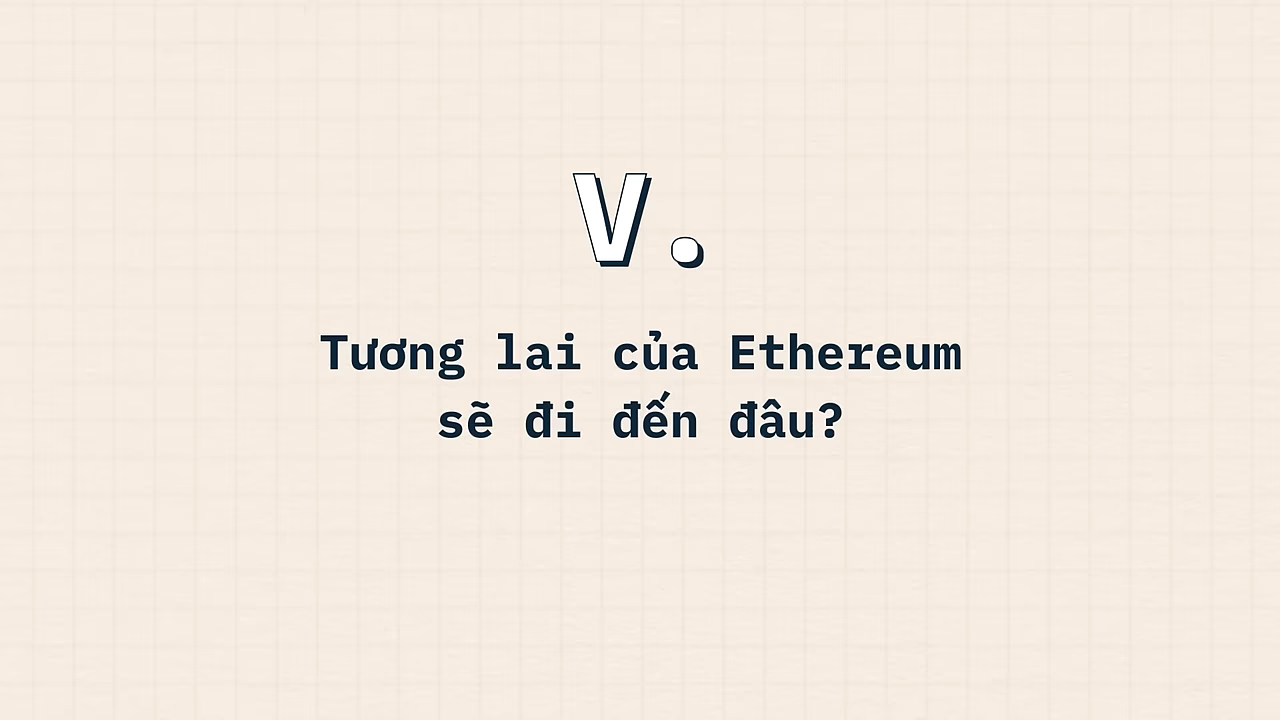 V.
Tương lai của Ethereum
sẽ đi đến đâu?